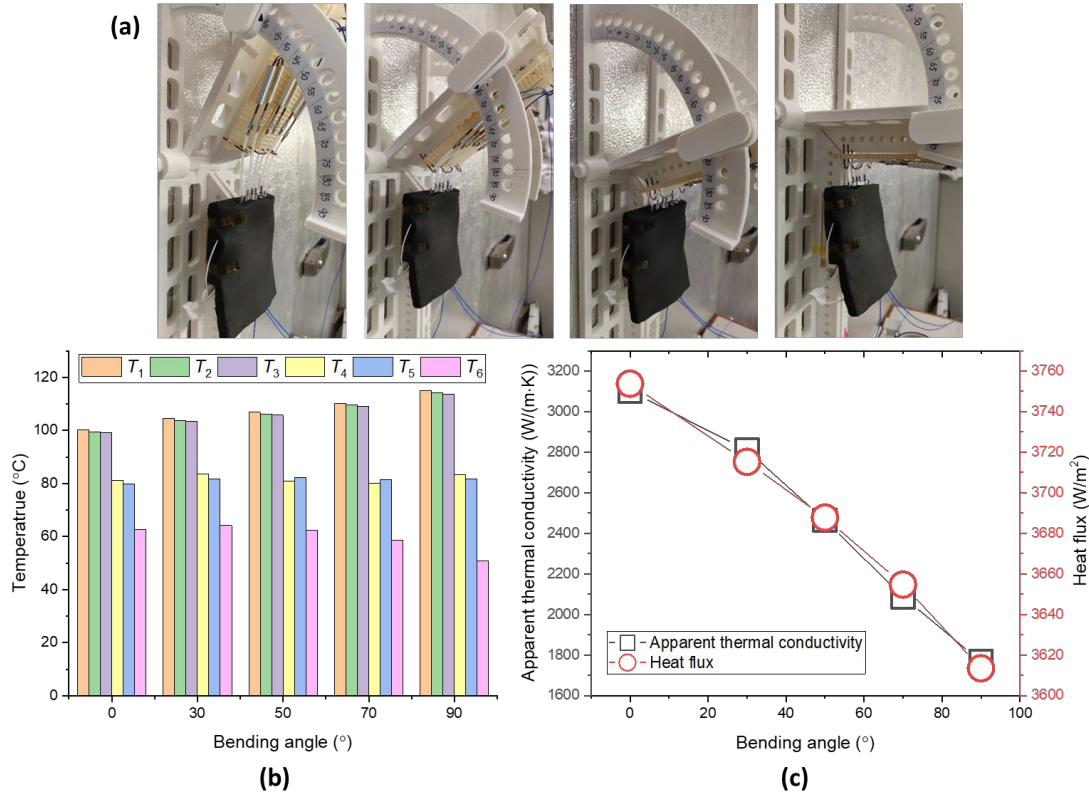 (a)
T1 T2 T3 T4 T5 T6
Temperatrue (°C)
120
100
80
60
40
20
0
0 30 50 70 90
Bending angle (°)
(b)
Apparent thermal conductivity (W/(m·K))
3200
3000
2800
2600
2400
2200
2000
1800
1600
Apparent thermal conductivity
Heat flux
0 20 40 60 80 100
Bending angle (°)
3760
3740
3720
3700
3680
3660
3640
3620
3600
Heat flux (W/m²)
(c)